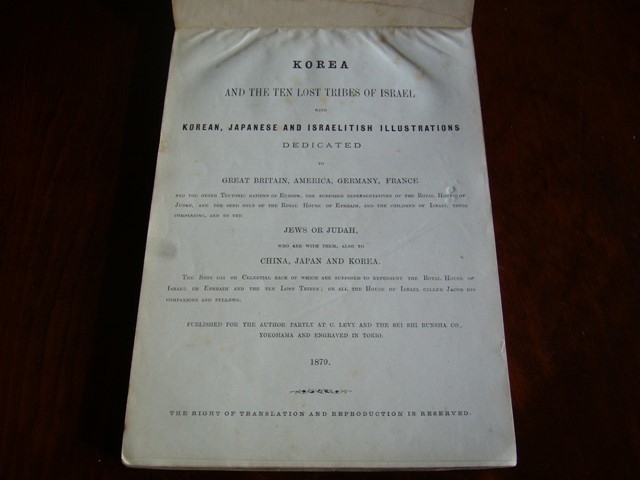 KOREA
AND THE TEN LOST TRIBES OF ISRAEL
WITH
KOREAN, JAPANESE AND ISRAELITISH ILLUSTRATIONS
DEDICATED
TO
GREAT BRITAIN, AMERICA, GERMANY, FRANCE
AND THE OTHER TEUTONIC NATIONS OF EUROPE, THE SUPPOSED REPRESENTATIVES OF THE ROYAL HOUSE OF
JUDAH, AND THE SEED ONLY OF THE ROYAL HOUSE OF EPHRAIM, AND THE CHILDREN OF ISRAEL THEIR
COMPANIONS, AND TO THE
JEWS OR JUDAH,
WHO ARE WITH THEM, ALSO TO
CHINA, JAPAN AND KOREA.
THE SHIN OR CELESTIAL RACE OF WHICH ARE SUPPOSED TO REPRESENT THE ROYAL HOUSE OF
ISRAEL OR EPHRAIM AND THE TEN LOST TRIBES; OR ALL THE HOUSE OF ISRAEL CALLED JACOB HIS
COMPANIONS AND FELLOWS.
PUBLISHED FOR THE AUTHOR PARTLY AT C. LEVY AND THE SEI SHI BUNSHA CO.,
YOKOHAMA AND ENGRAVED IN TOKIO.
1879.
THE RIGHT OF TRANSLATION AND REPRODUCTION IS RESERVED.